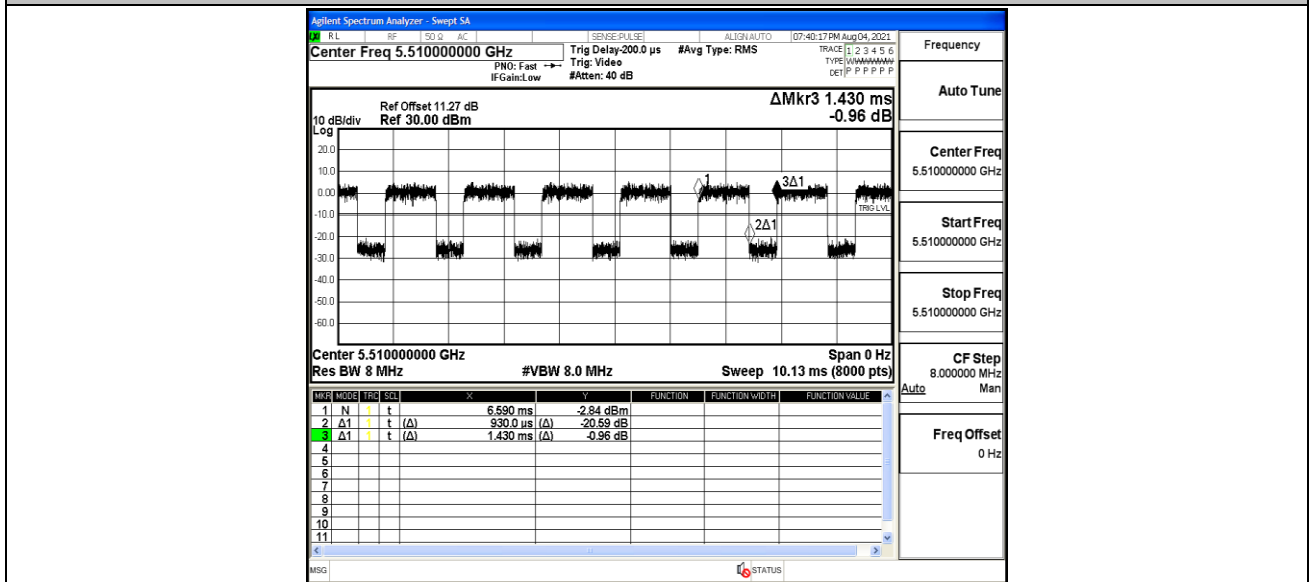 Agilent Spectrum Analyzer - Swept SA
RL RF 50 Ω AC SENSE:PULSE ALIGN AUTO 07:40:17 PM Aug 04, 2021
Center Freq 5.510000000 GHz
PNO: Fast
IFGain:Low
Trig Delay-200.0 µs
Trig: Video
#Atten: 40 dB
#Avg Type: RMS
TRACE 1 2 3 4 5 6
TYPE
DET P P P P P P
ΔMkr3 1.430 ms
-0.96 dB
Ref Offset 11.27 dB
10 dB/div Ref 30.00 dBm
Log
20.0
10.0
0.00
-10.0
-20.0
-30.0
-40.0
-50.0
-60.0
1
3Δ1
TRIG LVL
2Δ1
Center 5.510000000 GHz Span 0 Hz
Res BW 8 MHz #VBW 8.0 MHz Sweep 10.13 ms (8000 pts)
MKR MODE TRC SCL X Y FUNCTION FUNCTION WIDTH FUNCTION VALUE
1 N 1 t 6.590 ms -2.84 dBm
2 Δ1 1 t (Δ) 930.0 µs (Δ) -20.59 dB
3 Δ1 1 t (Δ) 1.430 ms (Δ) -0.96 dB
4
5
6
7
8
9
10
11
MSG STATUS
Frequency
Auto Tune
Center Freq
5.510000000 GHz
Start Freq
5.510000000 GHz
Stop Freq
5.510000000 GHz
CF Step
8.000000 MHz
Auto Man
Freq Offset
0 Hz